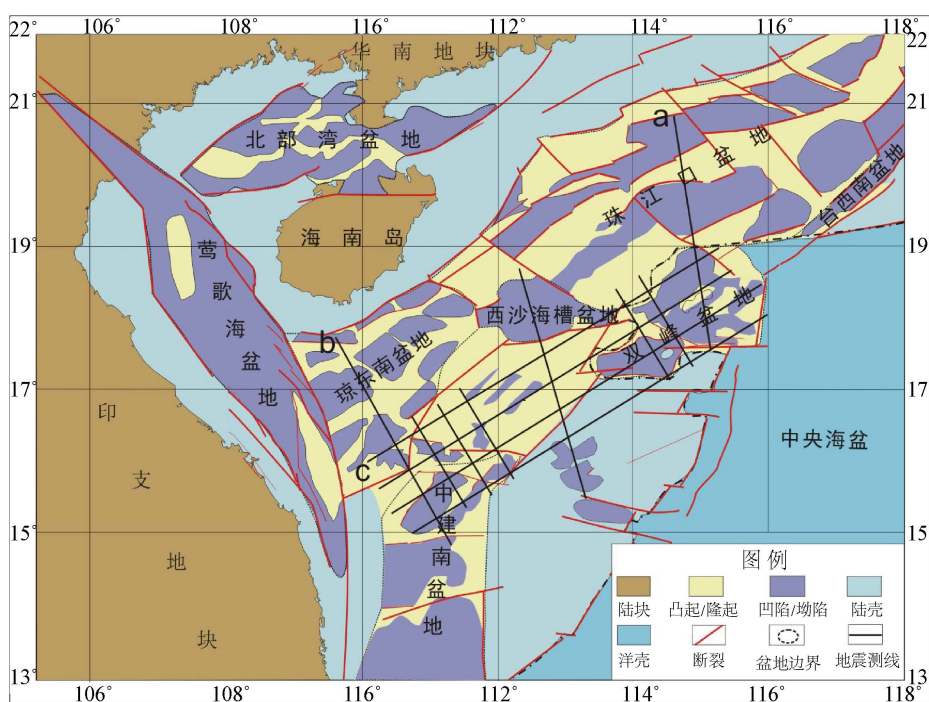 106° 108° 116° 112° 114° 116° 118°
22° 22
21° 21
19° 19
17° 17
15° 15
13° 13
106° 108° 116° 112° 114° 116° 118°
华南地块
北部湾盆地
海南岛
莺歌海盆地
印支地块
琼东南盆地
西沙海槽盆地
珠江口盆地
台西南盆地
双峰盆地
中央海盆
中建南盆地
a
b
c
图例
陆块 凸起/隆起 凹陷/坳陷 陆壳
洋壳 断裂 盆地边界 地震测线